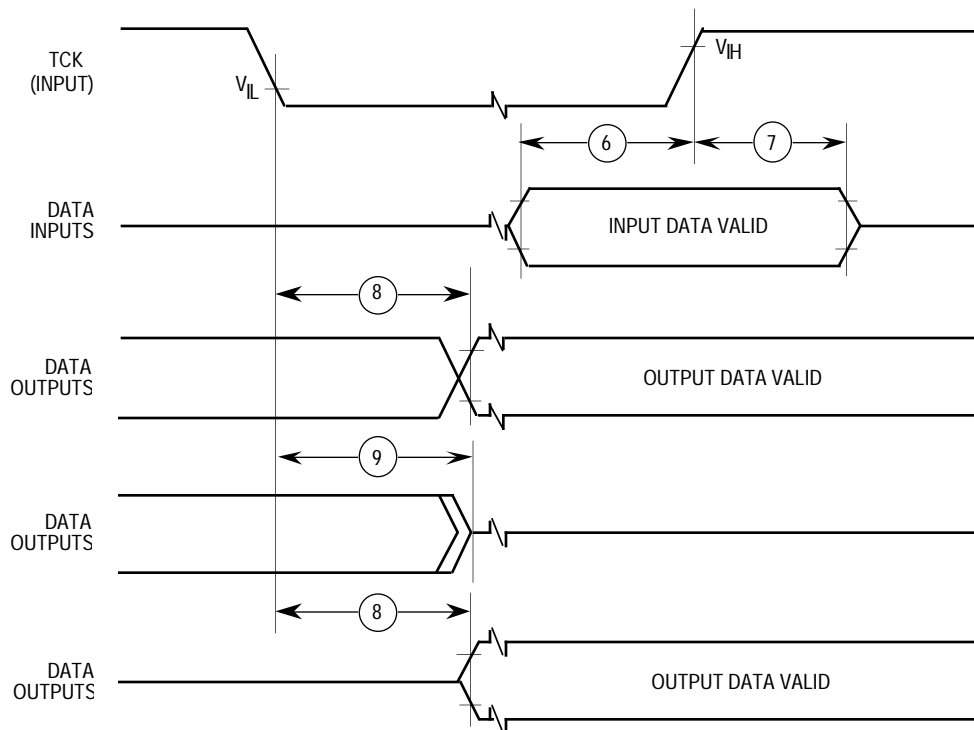 TCK
(INPUT)
VIL
VIH
6
7
DATA
INPUTS
INPUT DATA VALID
8
DATA
OUTPUTS
OUTPUT DATA VALID
9
DATA
OUTPUTS
8
DATA
OUTPUTS
OUTPUT DATA VALID